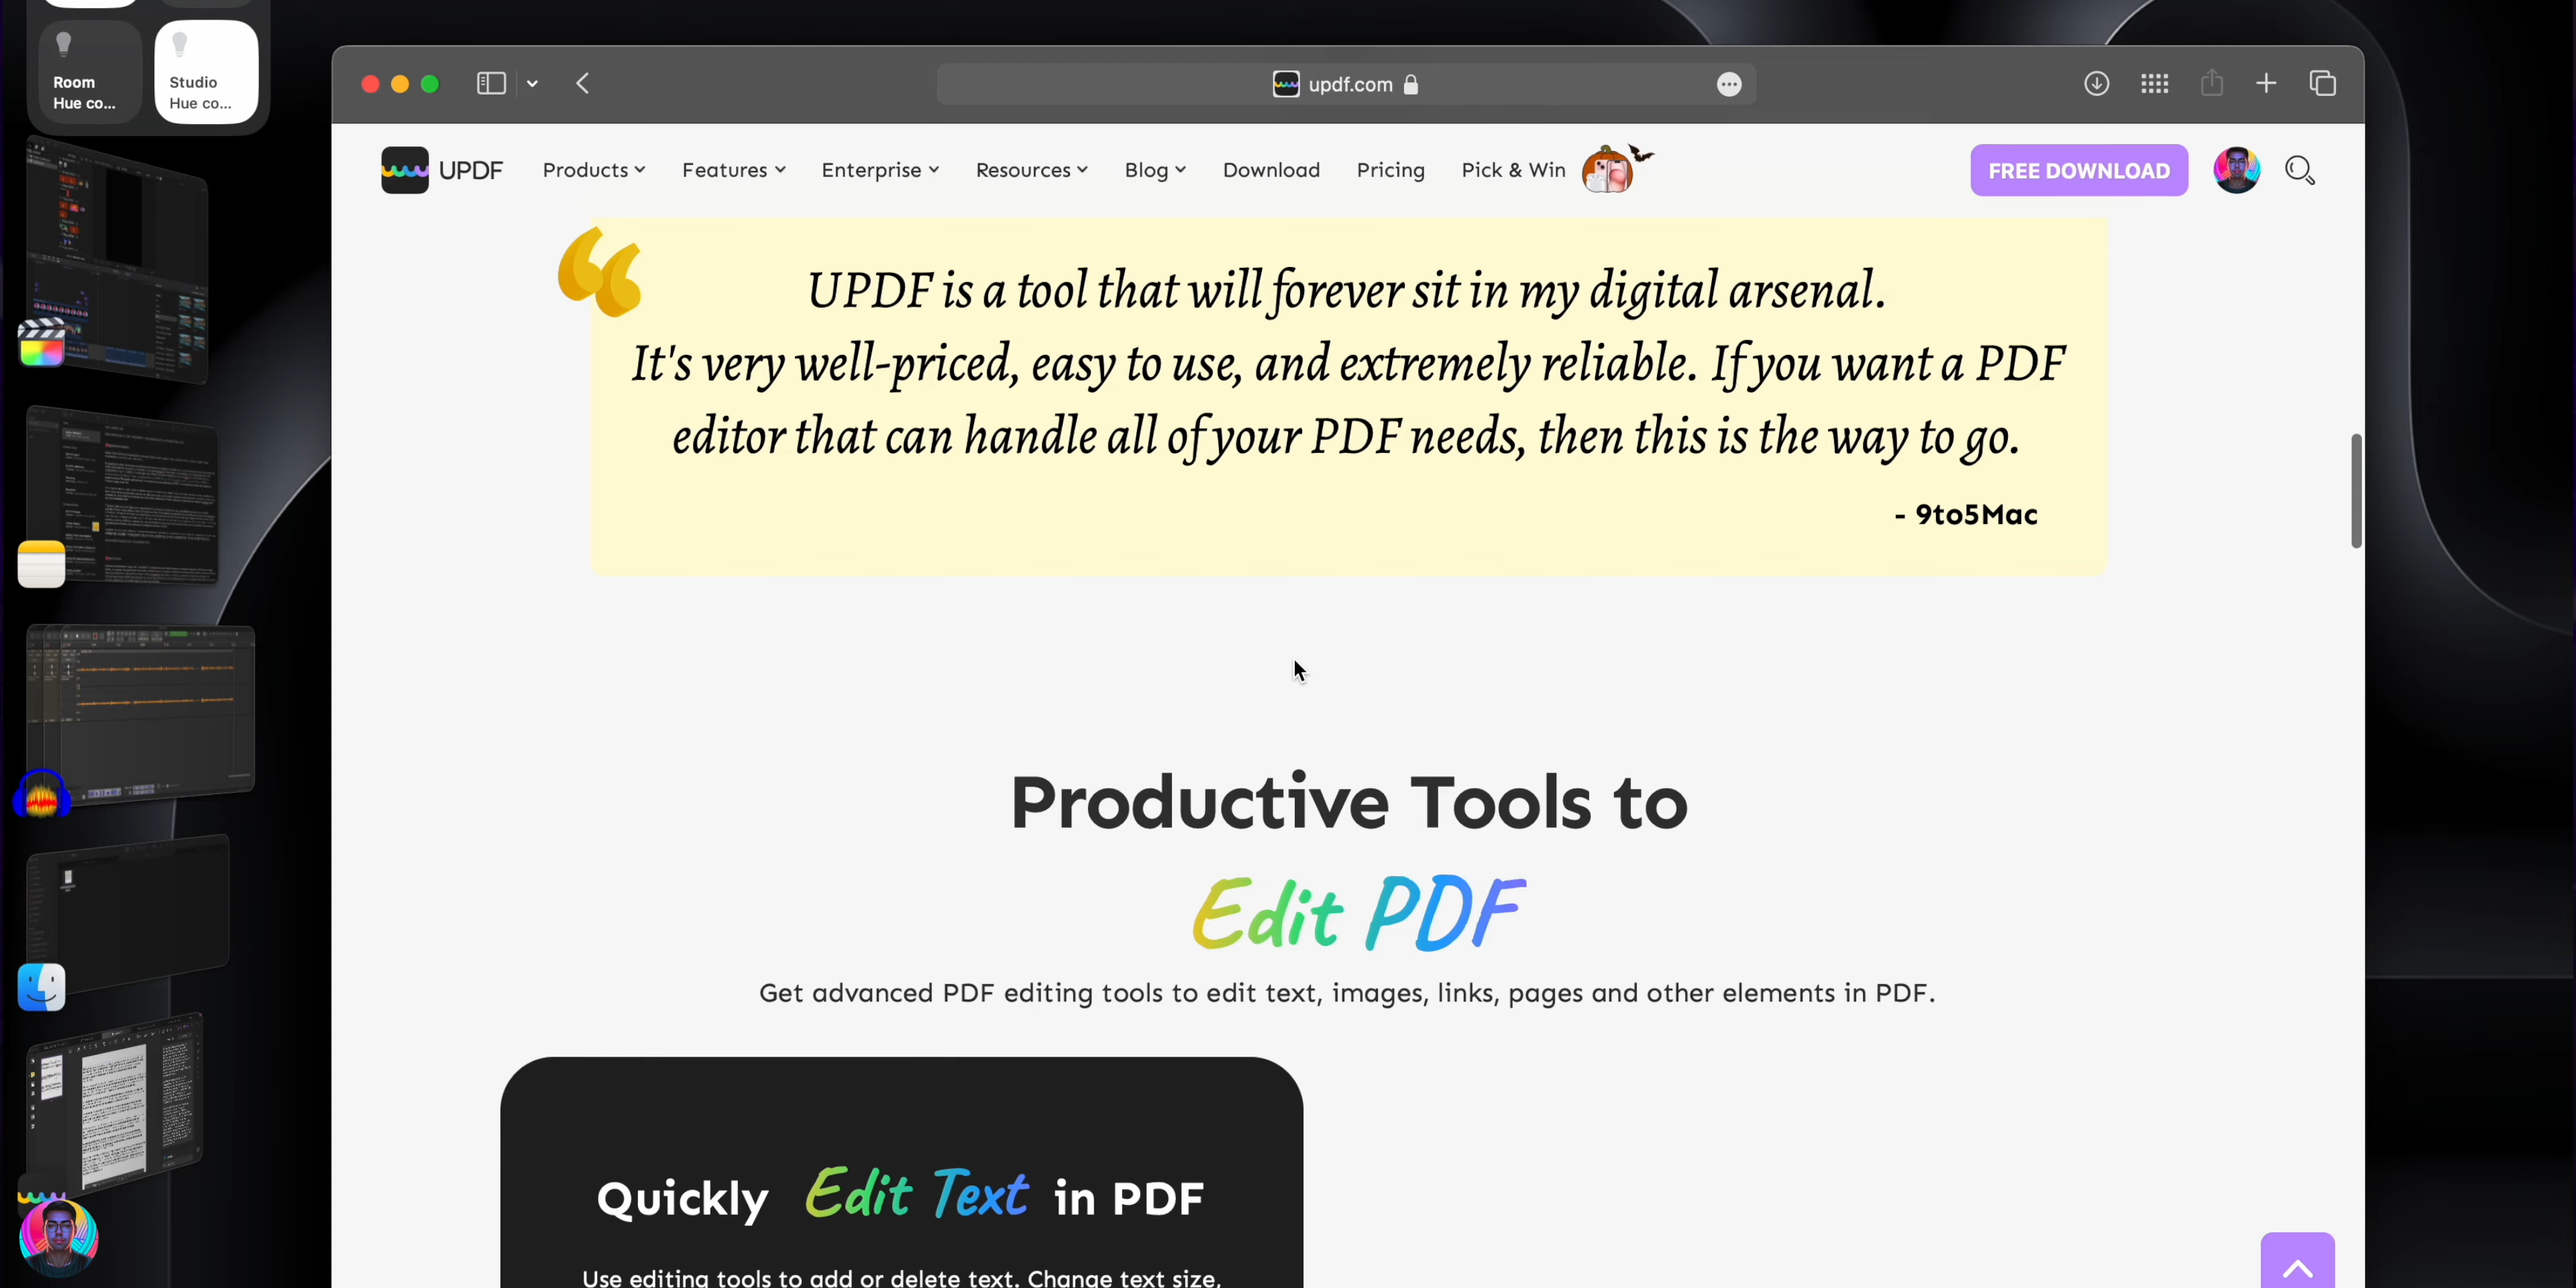 Room
Hue co...
Studio
Hue co...
updf.com
UPDF
Products
Features
Enterprise
Resources
Blog
Download
Pricing
Pick & Win
FREE DOWNLOAD
UPDF is a tool that will forever sit in my digital arsenal.
It's very well-priced, easy to use, and extremely reliable. If you want a PDF
editor that can handle all of your PDF needs, then this is the way to go.
- 9to5Mac
Productive Tools to
Edit PDF
Get advanced PDF editing tools to edit text, images, links, pages and other elements in PDF.
Quickly Edit Text in PDF
Use editing tools to add or delete text. Change text size,